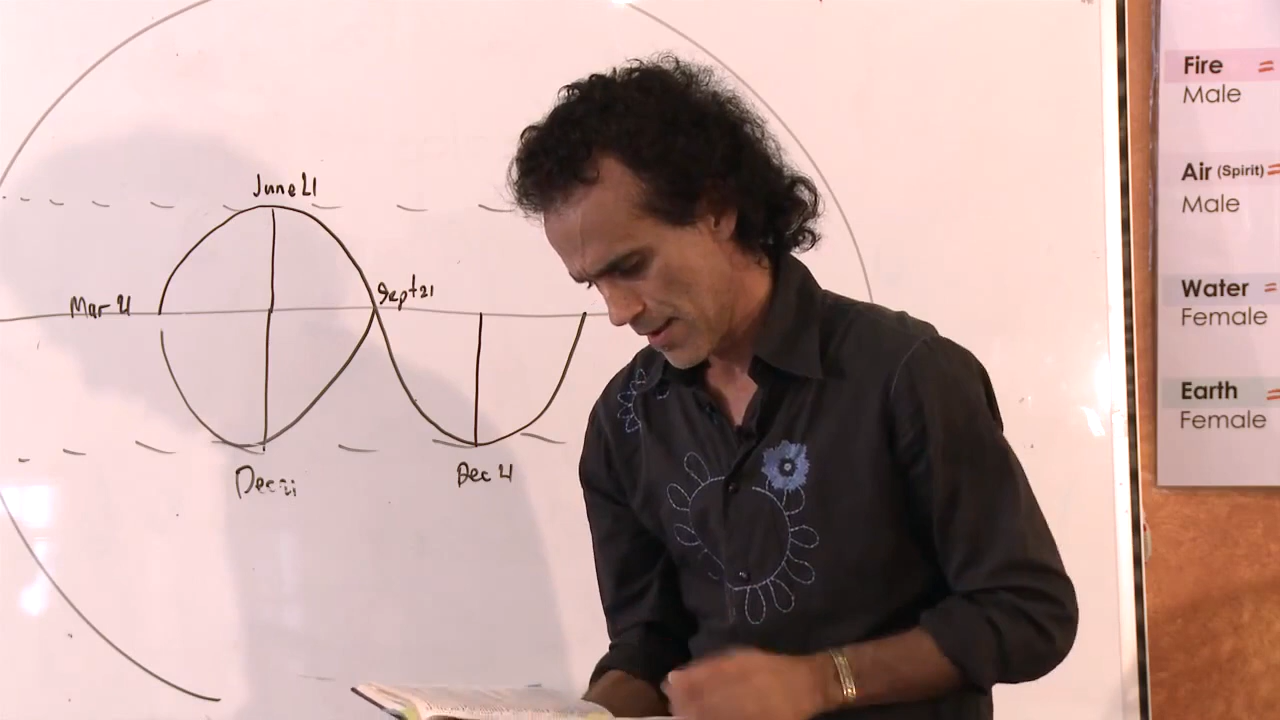 June 21
Mar 21
Sept 21
Dec 21
Dec 21
Fire =
Male
Air (Spirit) =
Male
Water =
Female
Earth =
Female